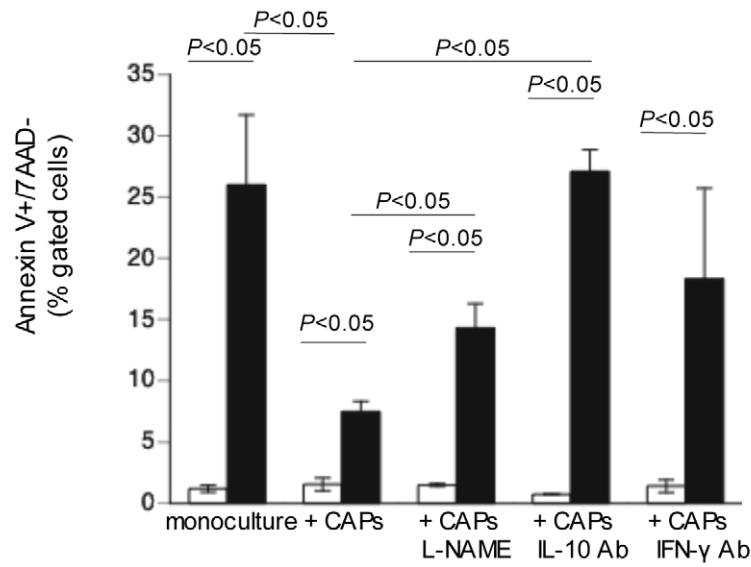 P<0.05
P<0.05
P<0.05
P<0.05
P<0.05
P<0.05
P<0.05
P<0.05
Annexin V+/7AAD-
(% gated cells)
35
30
25
20
15
10
5
0
monoculture + CAPs + CAPs + CAPs + CAPs
L-NAME IL-10 Ab IFN-γ Ab